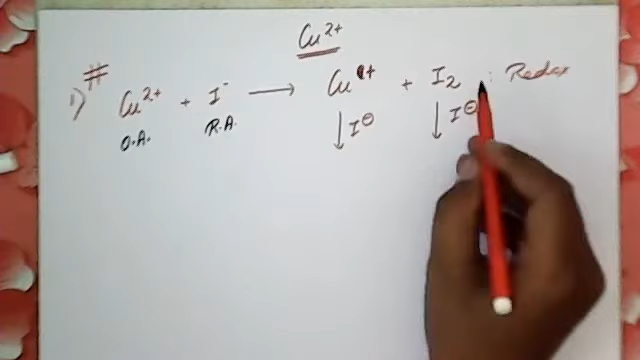 Cu²⁺
#
1) Cu²⁺ + I⁻ ⟶ Cu⁺ + I₂ : Redox
O.A. R.A. ↓ I⊖ ↓ I⊖